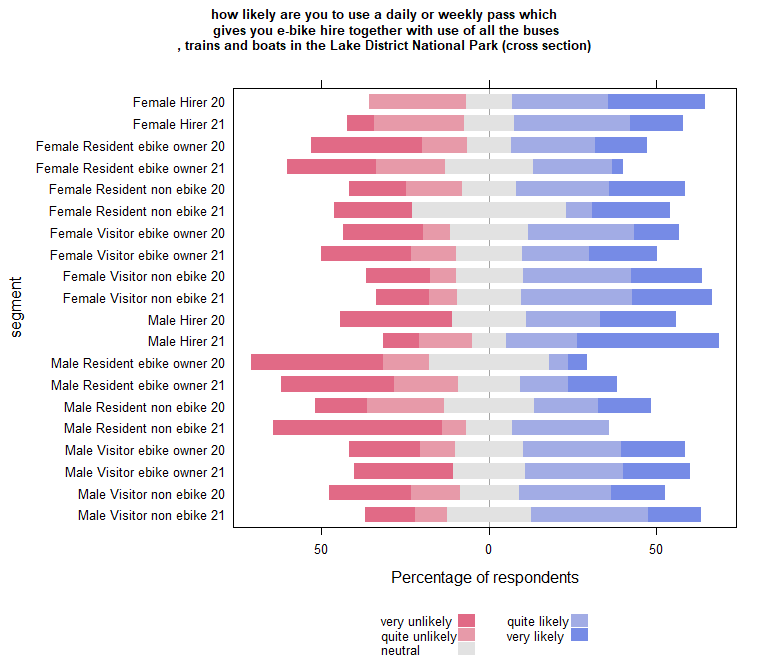 how likely are you to use a daily or weekly pass which
gives you e-bike hire together with use of all the buses
, trains and boats in the Lake District National Park (cross section)
Female Hirer 20
Female Hirer 21
Female Resident ebike owner 20
Female Resident ebike owner 21
Female Resident non ebike 20
Female Resident non ebike 21
Female Visitor ebike owner 20
Female Visitor ebike owner 21
Female Visitor non ebike 20
Female Visitor non ebike 21
Male Hirer 20
Male Hirer 21
Male Resident ebike owner 20
Male Resident ebike owner 21
Male Resident non ebike 20
Male Resident non ebike 21
Male Visitor ebike owner 20
Male Visitor ebike owner 21
Male Visitor non ebike 20
Male Visitor non ebike 21
segment
50 0 50
Percentage of respondents
very unlikely
quite unlikely
neutral
quite likely
very likely